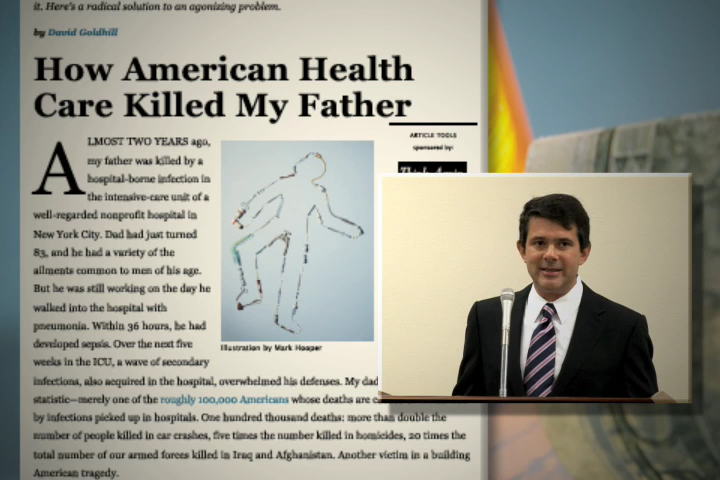 it. Here's a radical solution to an agonizing problem.
by David Goldhill
How American Health
Care Killed My Father
ARTICLE TOOLS
sponsored by:
ALMOST TWO YEARS ago,
my father was killed by a
hospital-borne infection in
the intensive-care unit of a
well-regarded nonprofit hospital in
New York City. Dad had just turned
83, and he had a variety of the
ailments common to men of his age.
But he was still working on the day he
walked into the hospital with
pneumonia. Within 36 hours, he had
developed sepsis. Over the next five
weeks in the ICU, a wave of secondary
Illustration by Mark Hooper
infections, also acquired in the hospital, overwhelmed his defenses. My dad
statistic—merely one of the roughly 100,000 Americans whose deaths are
by infections picked up in hospitals. One hundred thousand deaths: more than double the
number of people killed in car crashes, five times the number killed in homicides, 20 times the
total number of our armed forces killed in Iraq and Afghanistan. Another victim in a building
American tragedy.